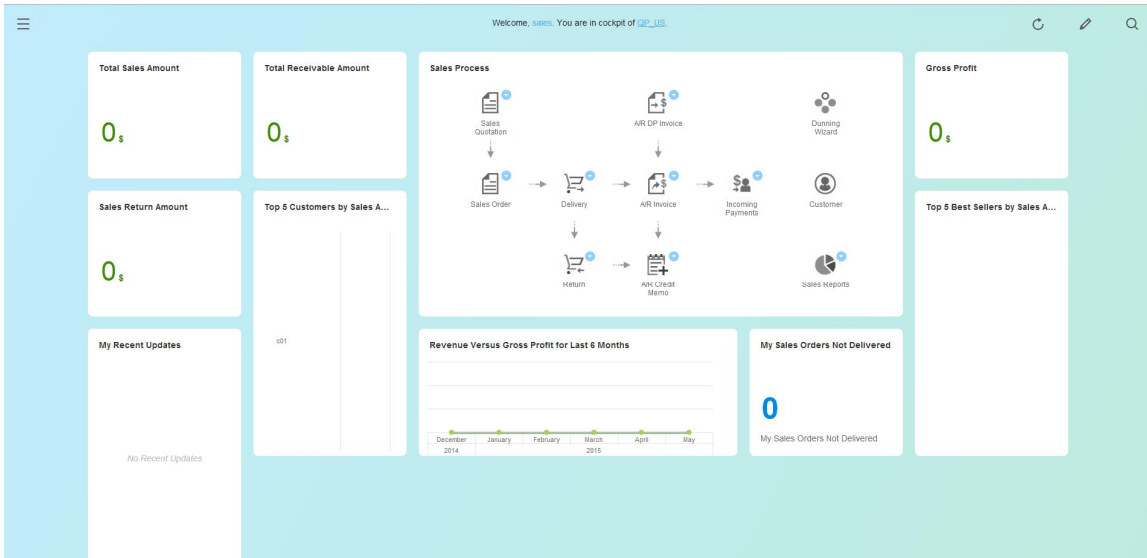 Welcome, sales. You are in cockpit of QP_US.
Total Sales Amount
0 $
Total Receivable Amount
0 $
Sales Process
Sales
Quotation
A/R DP Invoice
Dunning
Wizard
Sales Order
Delivery
A/R Invoice
Incoming
Payments
Customer
Return
A/R Credit
Memo
Sales Reports
Gross Profit
0 $
Sales Return Amount
0 $
Top 5 Customers by Sales A...
c01
Top 5 Best Sellers by Sales A...
My Recent Updates
No Recent Updates
Revenue Versus Gross Profit for Last 6 Months
December January February March April May
2014 2015
My Sales Orders Not Delivered
0
My Sales Orders Not Delivered